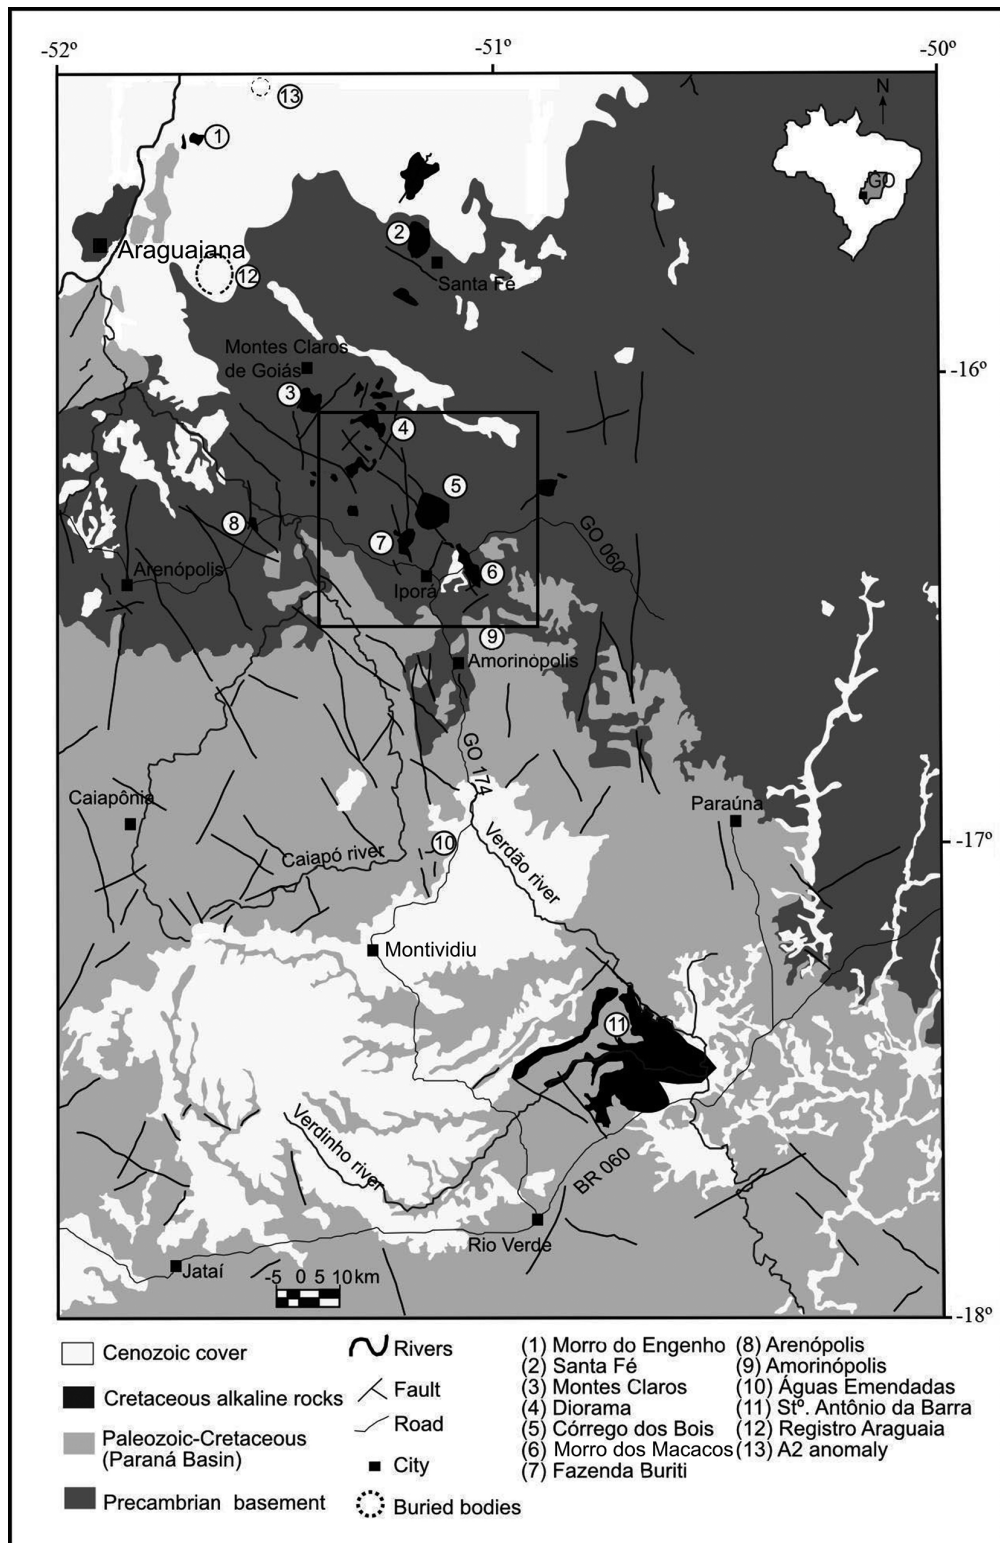 -52º
-51º
-50º
N
13
1
GO
2
Araguaiana
12
Santa Fé
Montes Claros
de Goiás
-16º
3
4
5
8
7
GO 060
Arenópolis
6
Iporá
9
Amorinópolis
GO 174
Caiapônia
Paraúna
10
-17º
Verdão river
Caiapó river
Montividiu
11
Verdinho river
BR 060
Rio Verde
Jataí
-5 0 5 10 km
-18º
Cenozoic cover
Cretaceous alkaline rocks
Paleozoic-Cretaceous
(Paraná Basin)
Precambrian basement
Rivers
Fault
Road
City
Buried bodies
(1) Morro do Engenho
(2) Santa Fé
(3) Montes Claros
(4) Diorama
(5) Córrego dos Bois
(6) Morro dos Macacos
(7) Fazenda Buriti
(8) Arenópolis
(9) Amorinópolis
(10) Águas Emendadas
(11) Stº. Antônio da Barra
(12) Registro Araguaia
(13) A2 anomaly